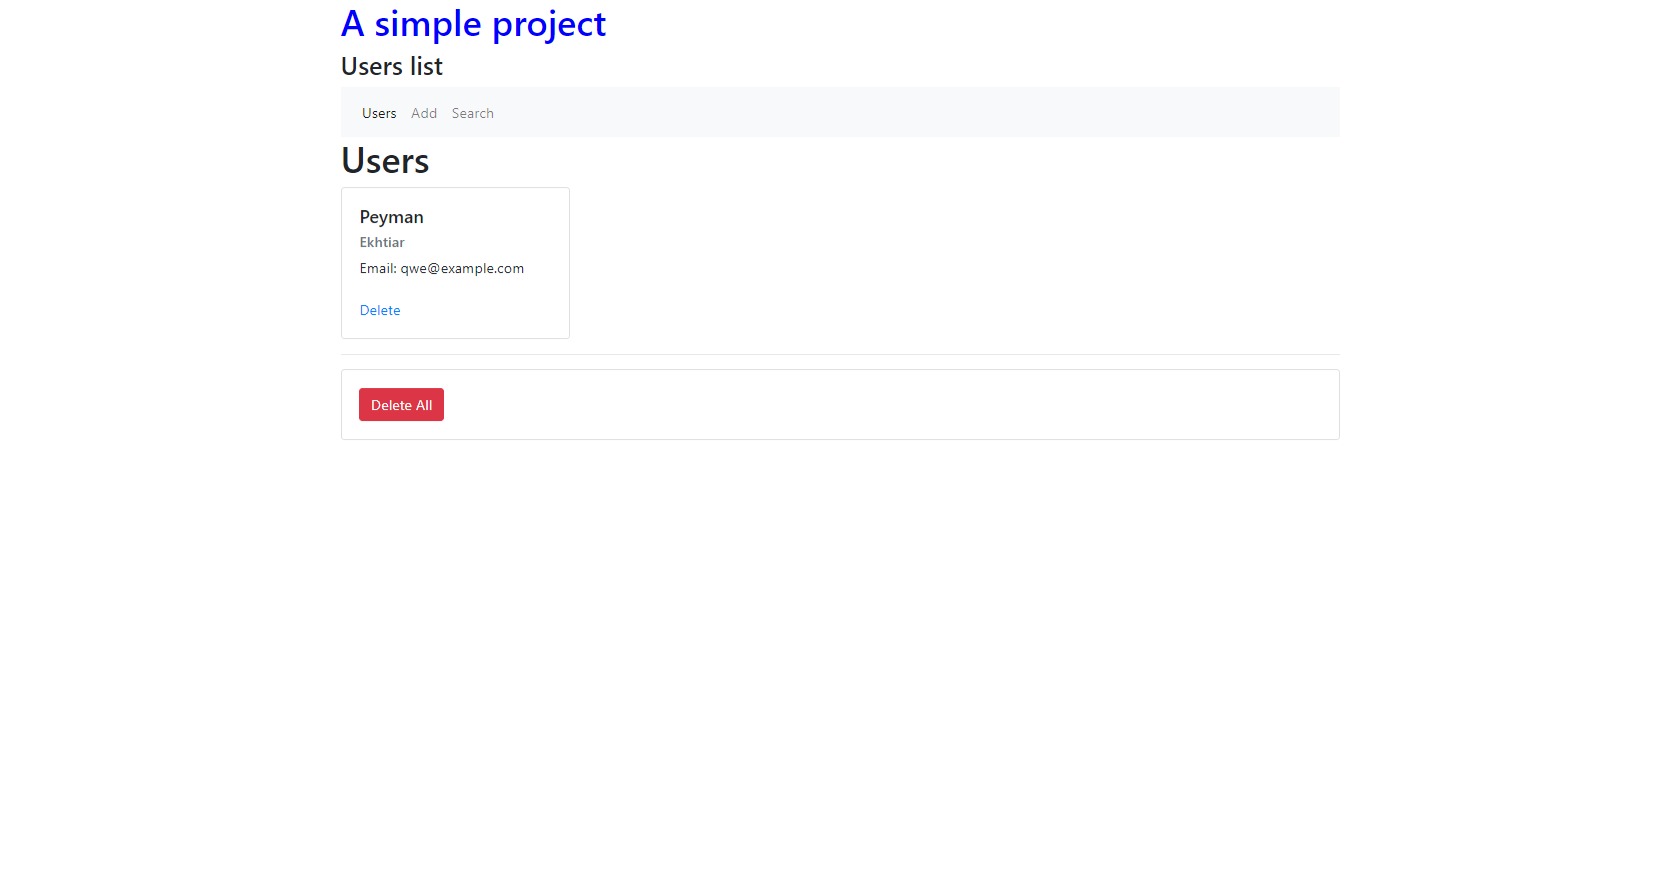 A simple project
Users list
Users Add Search
Users
Peyman
Ekhtiar
Email: qwe@example.com
Delete
Delete All